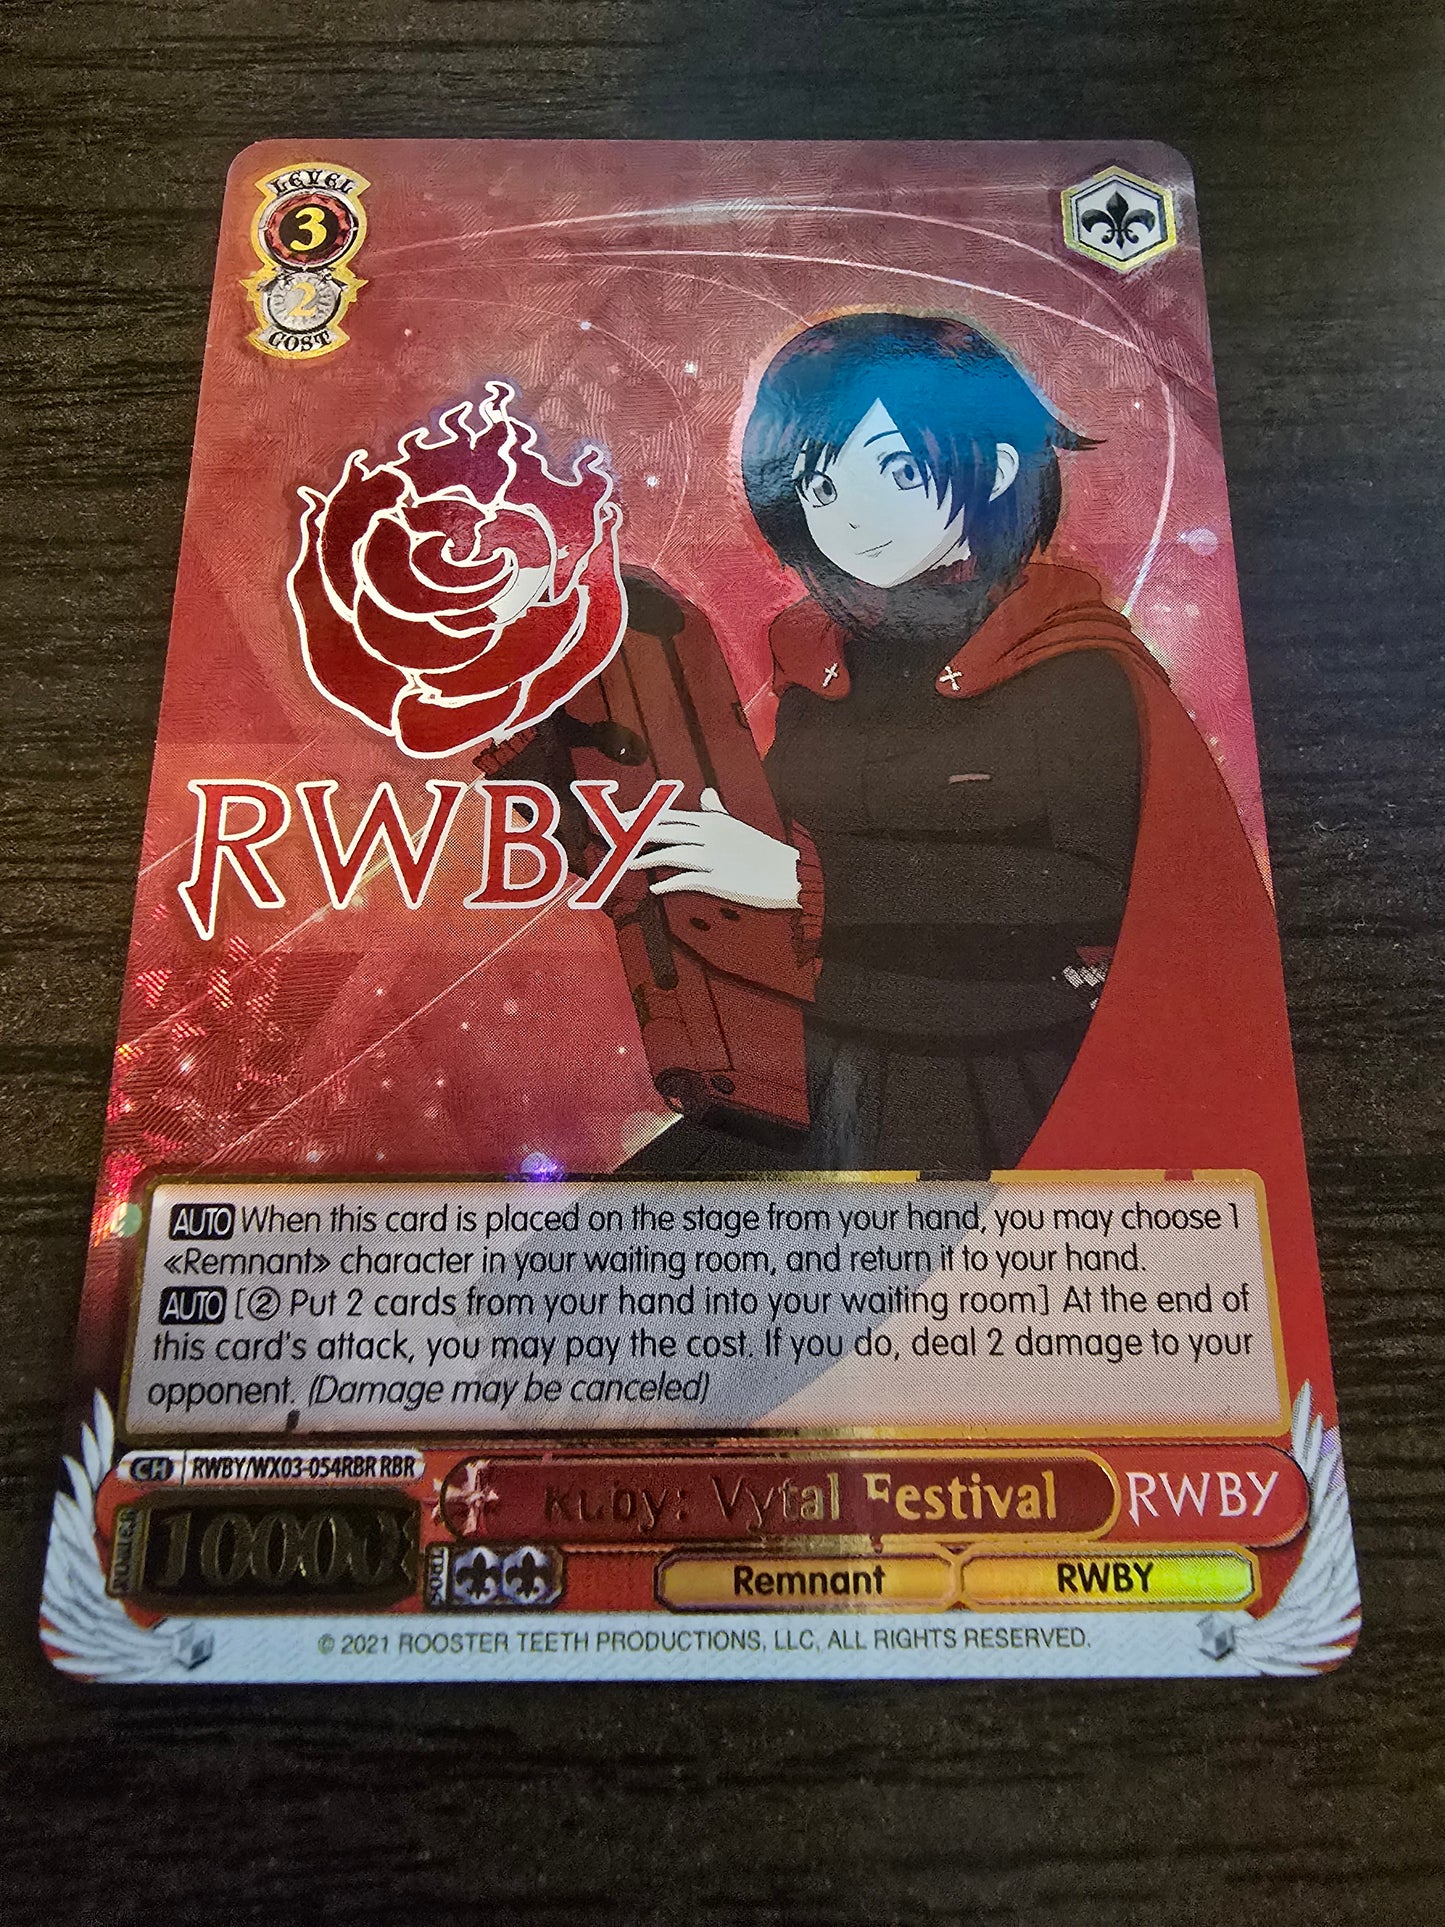 LEVEL
3
2
COST
RWBY
AUTO When this card is placed on the stage from your hand, you may choose 1
«Remnant» character in your waiting room, and return it to your hand.
AUTO [② Put 2 cards from your hand into your waiting room] At the end of
this card's attack, you may pay the cost. If you do, deal 2 damage to your
opponent. (Damage may be canceled)
CH RWBY/WX03-054RBR RBR
Ruby: Vytal Festival RWBY
POWER 10000 SOUL
Remnant RWBY
© 2021 ROOSTER TEETH PRODUCTIONS, LLC, ALL RIGHTS RESERVED.